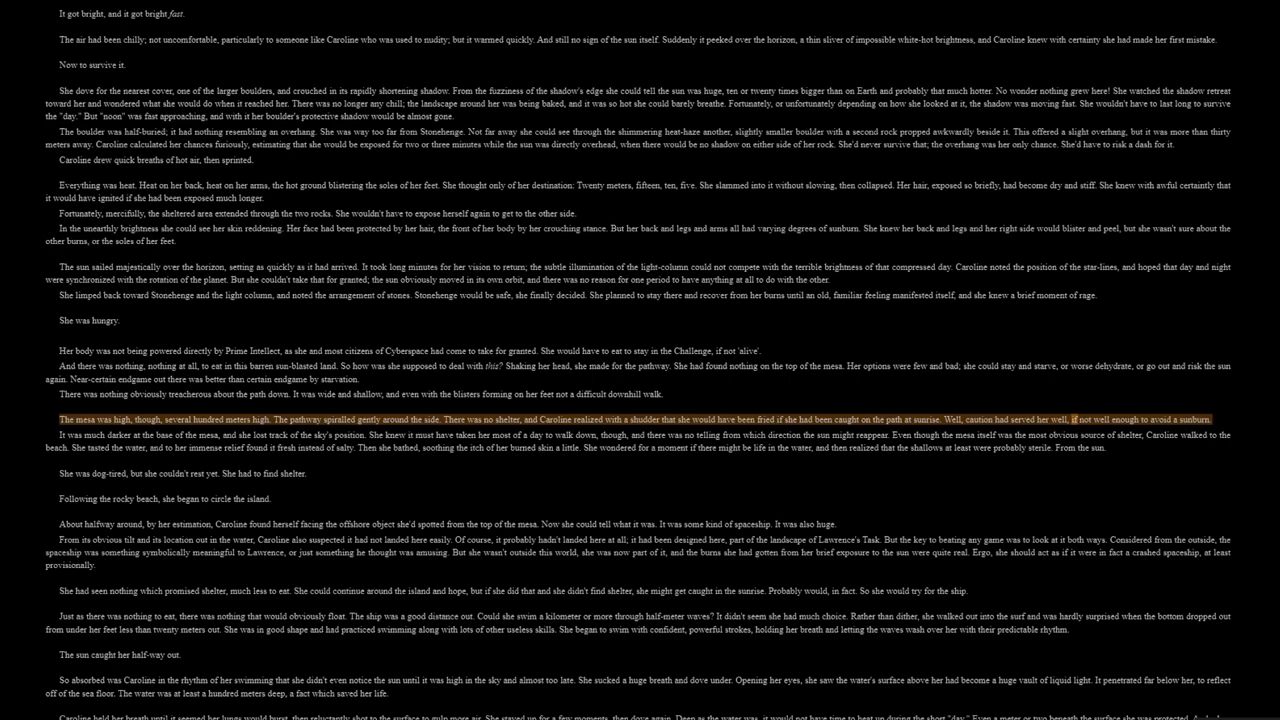 It got bright, and it got bright fast.
The air had been chilly; not uncomfortable, particularly to someone like Caroline who was used to nudity; but it warmed quickly. And still no sign of the sun itself. Suddenly it peeked over the horizon, a thin sliver of impossible white-hot brightness, and Caroline knew with certainty she had made her first mistake.
Now to survive it.
She dove for the nearest cover, one of the larger boulders, and crouched in its rapidly shortening shadow. From the fuzziness of the shadow's edge she could tell the sun was huge, ten or twenty times bigger than on Earth and probably that much hotter. No wonder nothing grew here! She watched the shadow retreat
toward her and wondered what she would do when it reached her. There was no longer any chill; the landscape around her was being baked, and it was so hot she could barely breathe. Fortunately, or unfortunately depending on how she looked at it, the shadow was moving fast. She wouldn't have to last long to survive
the "day." But "noon" was fast approaching, and with it her boulder's protective shadow would be almost gone.
The boulder was half-buried; it had nothing resembling an overhang. She was way too far from Stonehenge. Not far away she could see through the shimmering heat-haze another, slightly smaller boulder with a second rock propped awkwardly beside it. This offered a slight overhang, but it was more than thirty
meters away. Caroline calculated her chances furiously, estimating that she would be exposed for two or three minutes while the sun was directly overhead, when there would be no shadow on either side of her rock. She'd never survive that; the overhang was her only chance. She'd have to risk a dash for it.
Caroline drew quick breaths of hot air, then sprinted.
Everything was heat. Heat on her back, heat on her arms, the hot ground blistering the soles of her feet. She thought only of her destination: Twenty meters, fifteen, ten, five. She slammed into it without slowing, then collapsed. Her hair, exposed so briefly, had become dry and stiff. She knew with awful certainty that
it would have ignited if she had been exposed much longer.
Fortunately, mercifully, the sheltered area extended through the two rocks. She wouldn't have to expose herself again to get to the other side.
In the unearthly brightness she could see her skin reddening. Her face had been protected by her hair, the front of her body by her crouching stance. But her back and legs and arms all had varying degrees of sunburn. She knew her back and legs and her right side would blister and peel, but she wasn't sure about the
other burns, or the soles of her feet.
The sun sailed majestically over the horizon, setting as quickly as it had arrived. It took long minutes for her vision to return; the subtle illumination of the light-column could not compete with the terrible brightness of that compressed day. Caroline noted the position of the star-lines, and hoped that day and night
were synchronized with the rotation of the planet. But she couldn't take that for granted; the sun obviously moved in its own orbit, and there was no reason for one period to have anything at all to do with the other.
She limped back toward Stonehenge and the light column, and noted the arrangement of stones. Stonehenge would be safe, she finally decided. She planned to stay there and recover from her burns until an old, familiar feeling manifested itself, and she knew a brief moment of rage.
She was hungry.
Her body was not being powered directly by Prime Intellect, as she and most citizens of Cyberspace had come to take for granted. She would have to eat to stay in the Challenge, if not 'alive'.
And there was nothing, nothing at all, to eat in this barren sun-blasted land. So how was she supposed to deal with this? Shaking her head, she made for the pathway. She had found nothing on the top of the mesa. Her options were few and bad; she could stay and starve, or worse dehydrate, or go out and risk the sun
again. Near-certain endgame out there was better than certain endgame by starvation.
There was nothing obviously treacherous about the path down. It was wide and shallow, and even with the blisters forming on her feet not a difficult downhill walk.
The mesa was high, though, several hundred meters high. The pathway spiralled gently around the side. There was no shelter, and Caroline realized with a shudder that she would have been fried if she had been caught on the path at sunrise. Well, caution had served her well, if not well enough to avoid a sunburn.
It was much darker at the base of the mesa, and she lost track of the sky's position. She knew it must have taken her most of a day to walk down, though, and there was no telling from which direction the sun might reappear. Even though the mesa itself was the most obvious source of shelter, Caroline walked to the
beach. She tasted the water, and to her immense relief found it fresh instead of salty. Then she bathed, soothing the itch of her burned skin a little. She wondered for a moment if there might be life in the water, and then realized that the shallows at least were probably sterile. From the sun.
She was dog-tired, but she couldn't rest yet. She had to find shelter.
Following the rocky beach, she began to circle the island.
About halfway around, by her estimation, Caroline found herself facing the offshore object she'd spotted from the top of the mesa. Now she could tell what it was. It was some kind of spaceship. It was also huge.
From its obvious tilt and its location out in the water, Caroline also suspected it had not landed here easily. Of course, it probably hadn't landed here at all; it had been designed here, part of the landscape of Lawrence's Task. But the key to beating any game was to look at it both ways. Considered from the outside, the
spaceship was something symbolically meaningful to Lawrence, or just something he thought was amusing. But she wasn't outside this world, she was now part of it, and the burns she had gotten from her brief exposure to the sun were quite real. Ergo, she should act as if it were in fact a crashed spaceship, at least
provisionally.
She had seen nothing which promised shelter, much less to eat. She could continue around the island and hope, but if she did that and she didn't find shelter, she might get caught in the sunrise. Probably would, in fact. So she would try for the ship.
Just as there was nothing to eat, there was nothing that would obviously float. The ship was a good distance out. Could she swim a kilometer or more through half-meter waves? It didn't seem she had much choice. Rather than dither, she walked out into the surf and was hardly surprised when the bottom dropped out
from under her feet less than twenty meters out. She was in good shape and had practiced swimming along with lots of other useless skills. She began to swim with confident, powerful strokes, holding her breath and letting the waves wash over her with their predictable rhythm.
The sun caught her half-way out.
So absorbed was Caroline in the rhythm of her swimming that she didn't even notice the sun until it was high in the sky and almost too late. She sucked a huge breath and dove under. Opening her eyes, she saw the water's surface above her had become a huge vault of liquid light. It penetrated far below her, to reflect
off of the sea floor. The water was at least a hundred meters deep, a fact which saved her life.
Caroline held her breath until it seemed her lungs would burst, then reluctantly shot to the surface to gulp more air. She stayed up for a few moments, then dove again. Deep as the water was, it would not have time to heat up during the short "day." Even a meter or two beneath the surface she was protected.